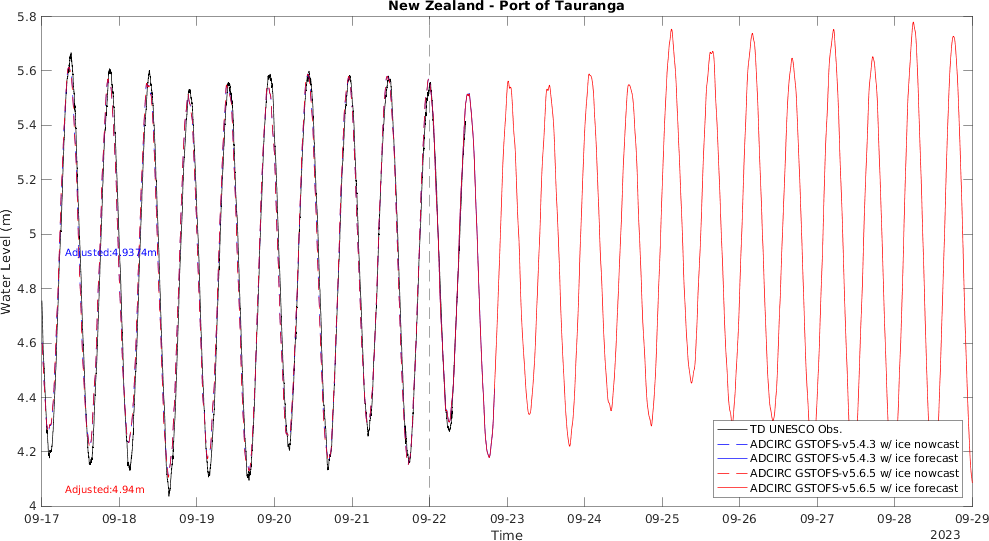 New Zealand - Port of Tauranga
5.8
5.6
5.4
5.2
5
4.8
4.6
4.4
4.2
4
Water Level (m)
Adjusted:4.9374m
Adjusted:4.94m
TD UNESCO Obs.
ADCIRC GSTOFS-v5.4.3 w/ ice nowcast
ADCIRC GSTOFS-v5.4.3 w/ ice forecast
ADCIRC GSTOFS-v5.6.5 w/ ice nowcast
ADCIRC GSTOFS-v5.6.5 w/ ice forecast
09-17 09-18 09-19 09-20 09-21 09-22 09-23 09-24 09-25 09-26 09-27 09-28 09-29
Time
2023